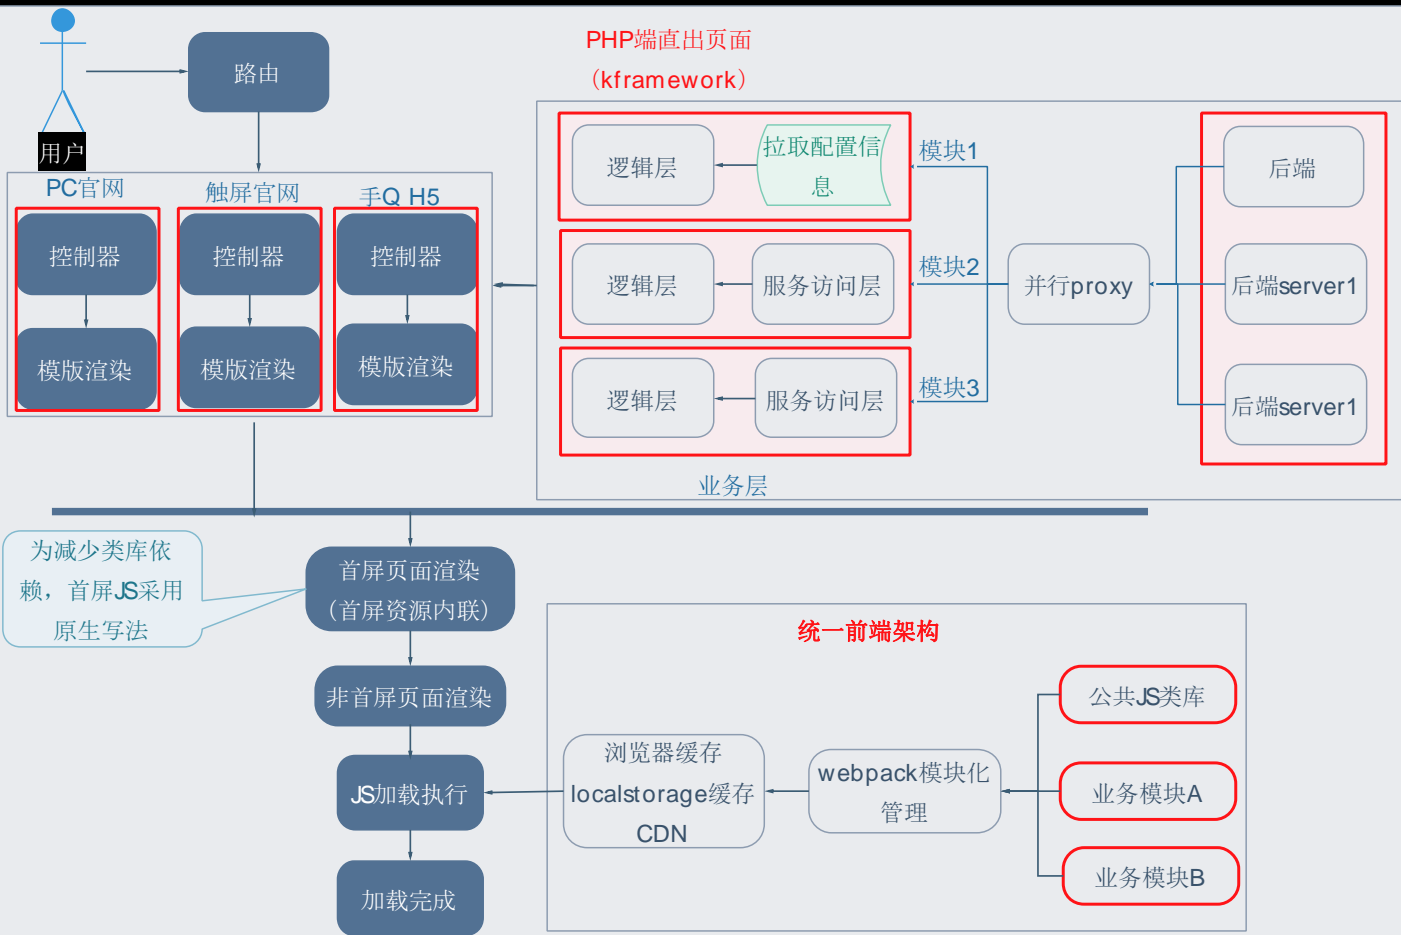 PHP端直出页面
（kframework）
路由
用户
PC官网
触屏官网
手Q H5
控制器
控制器
控制器
模版渲染
模版渲染
模版渲染
逻辑层
拉取配置信
息
模块1
逻辑层
服务访问层
模块2
逻辑层
服务访问层
模块3
业务层
并行proxy
后端
后端server1
后端server1
为减少类库依
赖，首屏JS采用
原生写法
首屏页面渲染
（首屏资源内联）
非首屏页面渲染
JS加载执行
加载完成
统一前端架构
浏览器缓存
localstorage缓存
CDN
webpack模块化
管理
公共JS类库
业务模块A
业务模块B